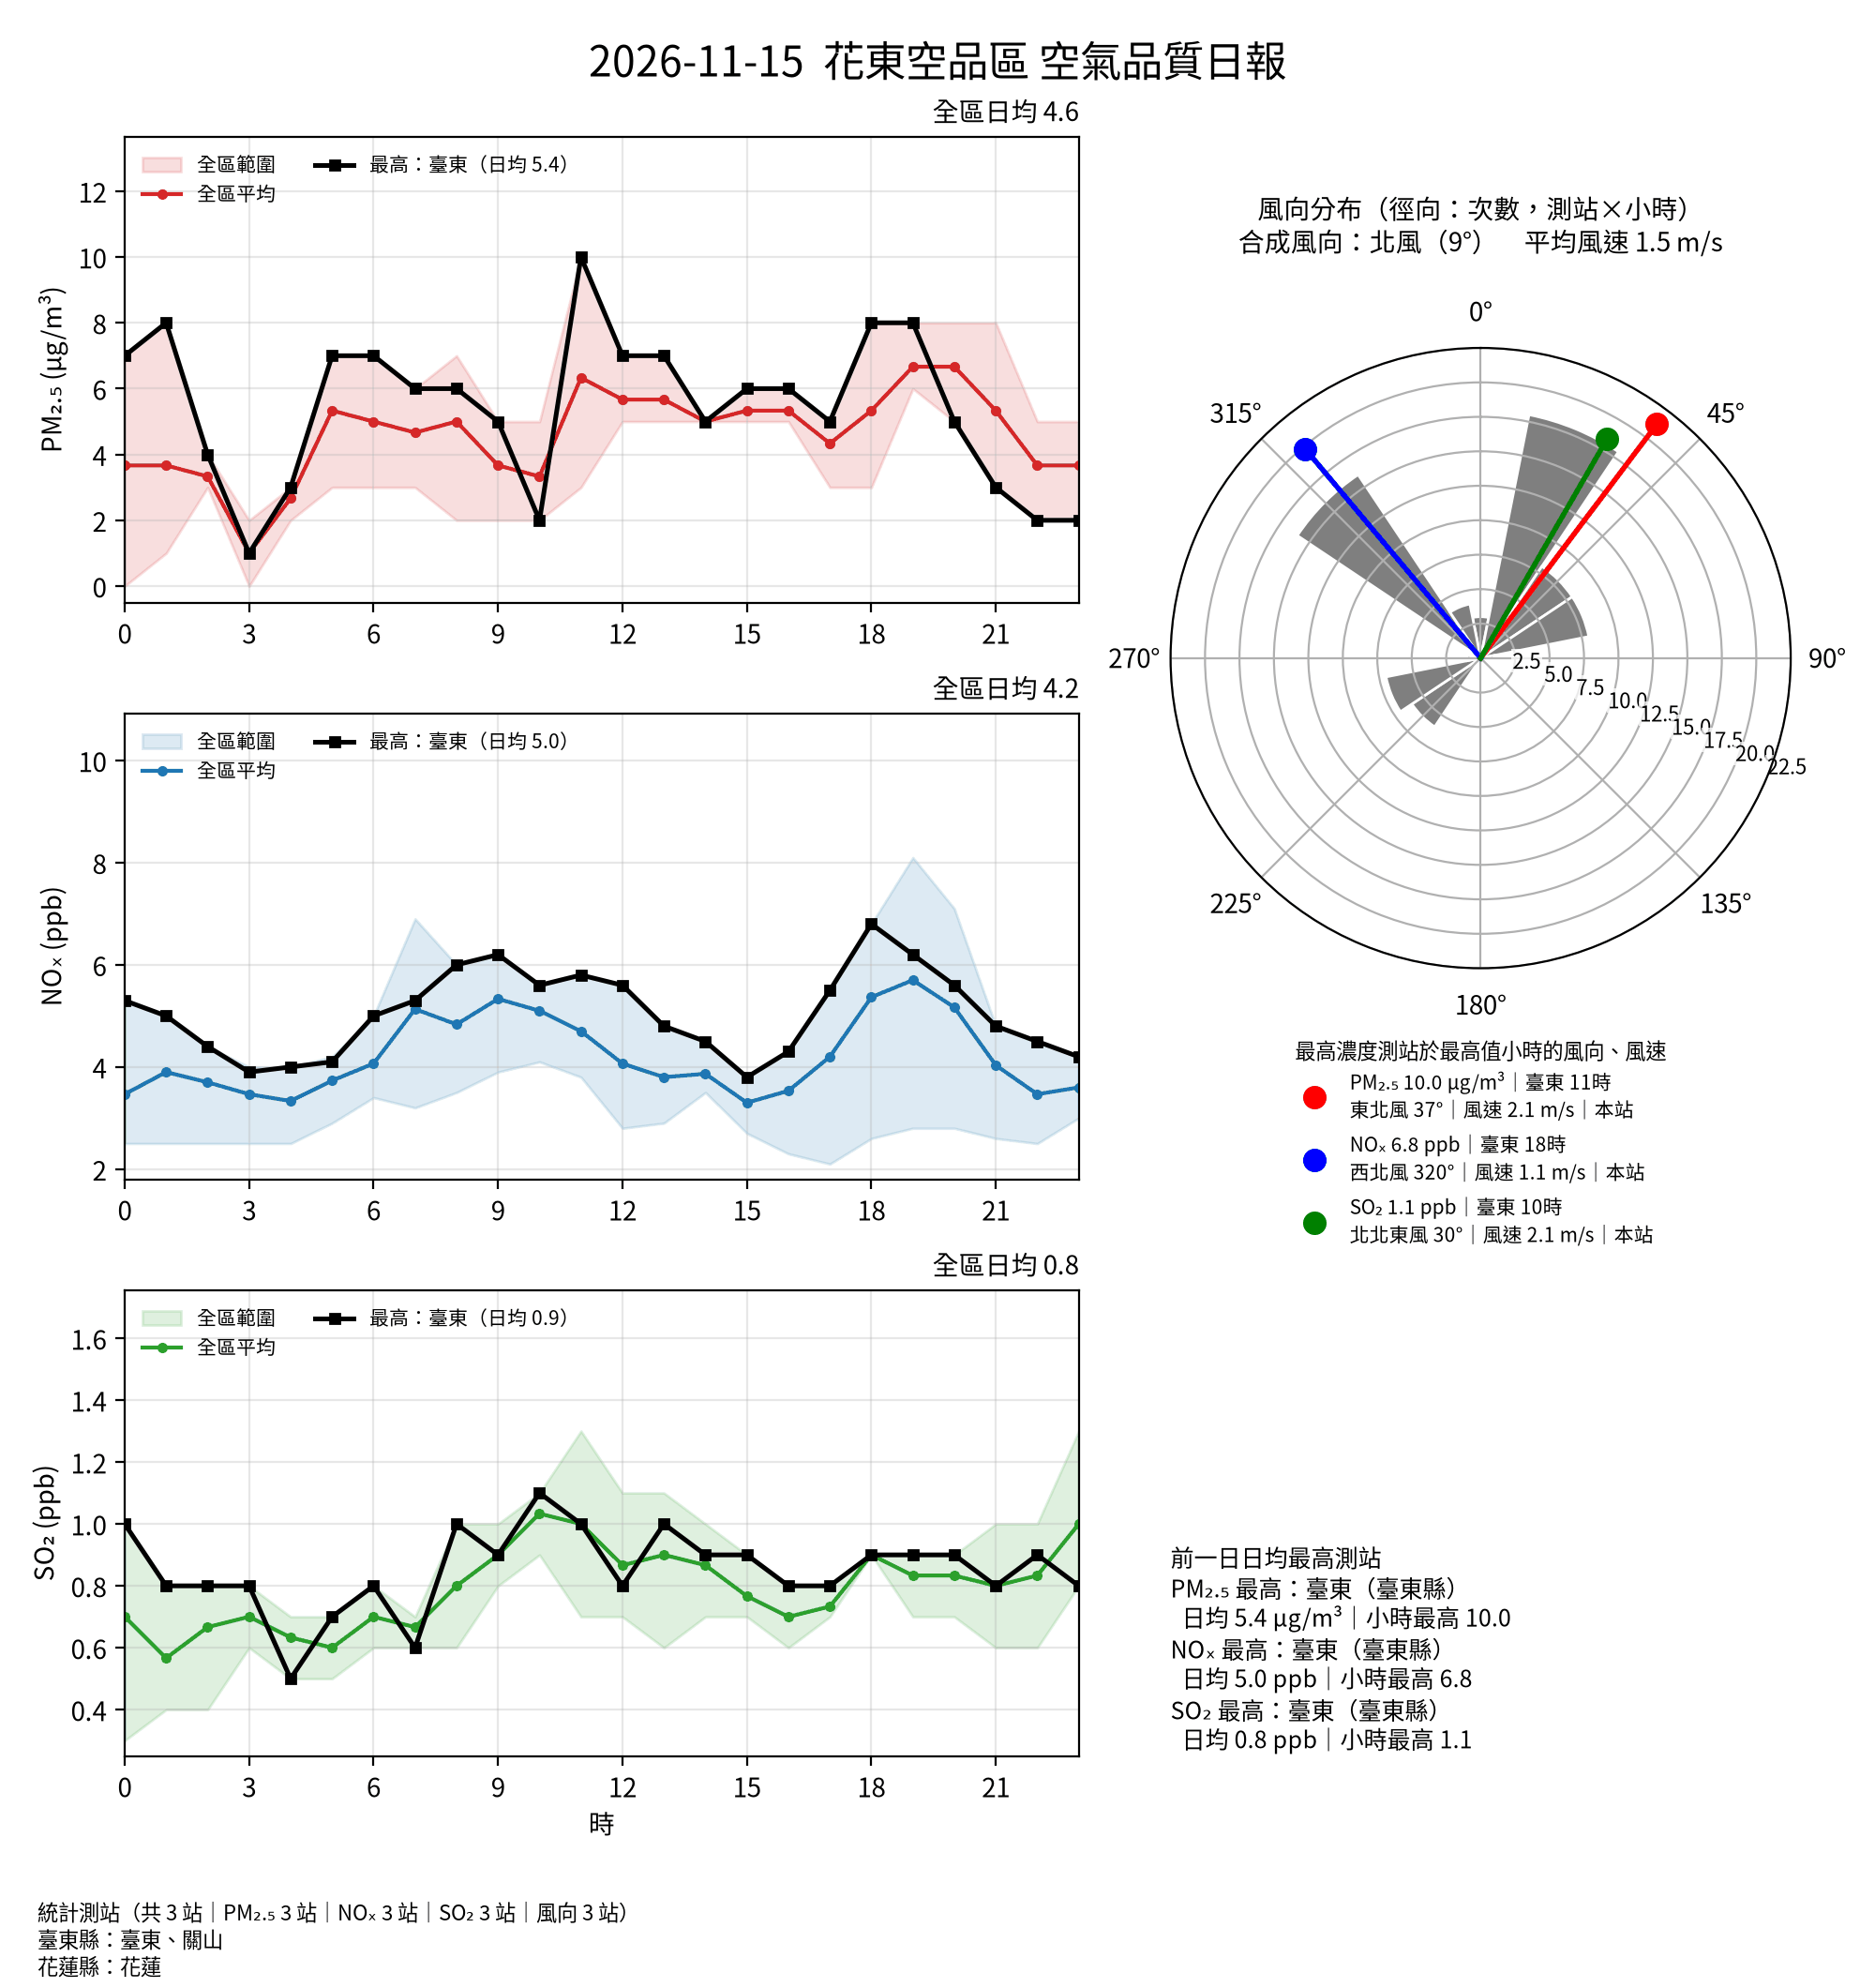 2026-11-15 花東空品區 空氣品質日報
全區日均 4.6
全區範圍
全區平均
最高：臺東（日均 5.4）
PM₂.₅ (μg/m³)
12
10
8
6
4
2
0
0 3 6 9 12 15 18 21
全區日均 4.2
全區範圍
全區平均
最高：臺東（日均 5.0）
NOₓ (ppb)
10
8
6
4
2
0 3 6 9 12 15 18 21
全區日均 0.8
全區範圍
全區平均
最高：臺東（日均 0.9）
SO₂ (ppb)
1.6
1.4
1.2
1.0
0.8
0.6
0.4
0 3 6 9 12 15 18 21
時
風向分布（徑向：次數，測站×小時）
合成風向：北風（9°） 平均風速 1.5 m/s
0°
45°
90°
135°
180°
225°
270°
315°
2.5
5.0
7.5
10.0
12.5
15.0
17.5
20.0
22.5
最高濃度測站於最高值小時的風向、風速
PM₂.₅ 10.0 μg/m³｜臺東 11時
東北風 37°｜風速 2.1 m/s｜本站
NOₓ 6.8 ppb｜臺東 18時
西北風 320°｜風速 1.1 m/s｜本站
SO₂ 1.1 ppb｜臺東 10時
北北東風 30°｜風速 2.1 m/s｜本站
前一日日均最高測站
PM₂.₅ 最高：臺東（臺東縣）
日均 5.4 μg/m³｜小時最高 10.0
NOₓ 最高：臺東（臺東縣）
日均 5.0 ppb｜小時最高 6.8
SO₂ 最高：臺東（臺東縣）
日均 0.8 ppb｜小時最高 1.1
統計測站（共 3 站｜PM₂.₅ 3 站｜NOₓ 3 站｜SO₂ 3 站｜風向 3 站）
臺東縣：臺東、關山
花蓮縣：花蓮